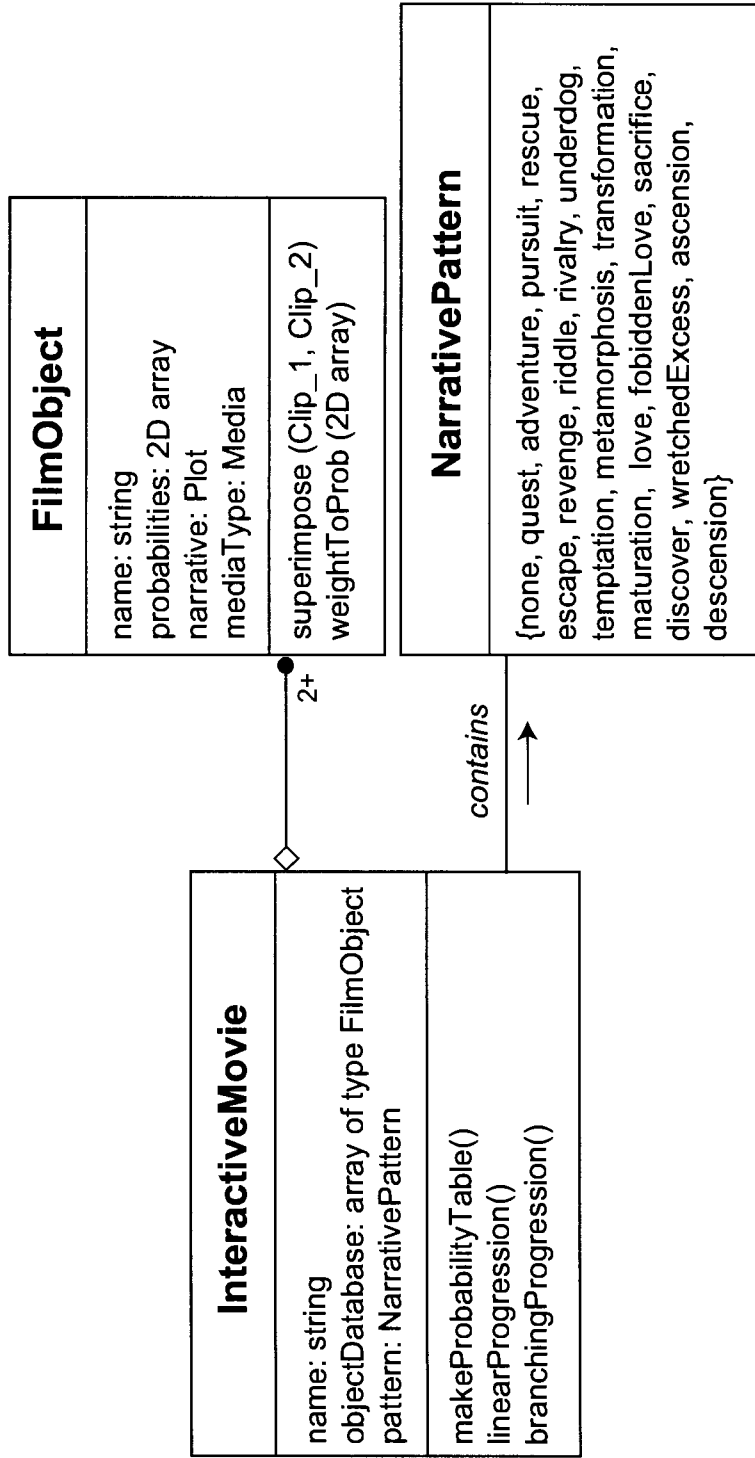 InteractiveMovie
name: string
objectDatabase: array of type FilmObject
pattern: NarrativePattern
makeProbabilityTable()
linearProgression()
branchingProgression()
2+
contains
FilmObject
name: string
probabilities: 2D array
narrative: Plot
mediaType: Media
superimpose (Clip_1, Clip_2)
weightToProb (2D array)
NarrativePattern
{none, quest, adventure, pursuit, rescue,
escape, revenge, riddle, rivalry, underdog,
temptation, metamorphosis, transformation,
maturation, love, fobiddenLove, sacrifice,
discover, wretchedExcess, ascension,
descension}